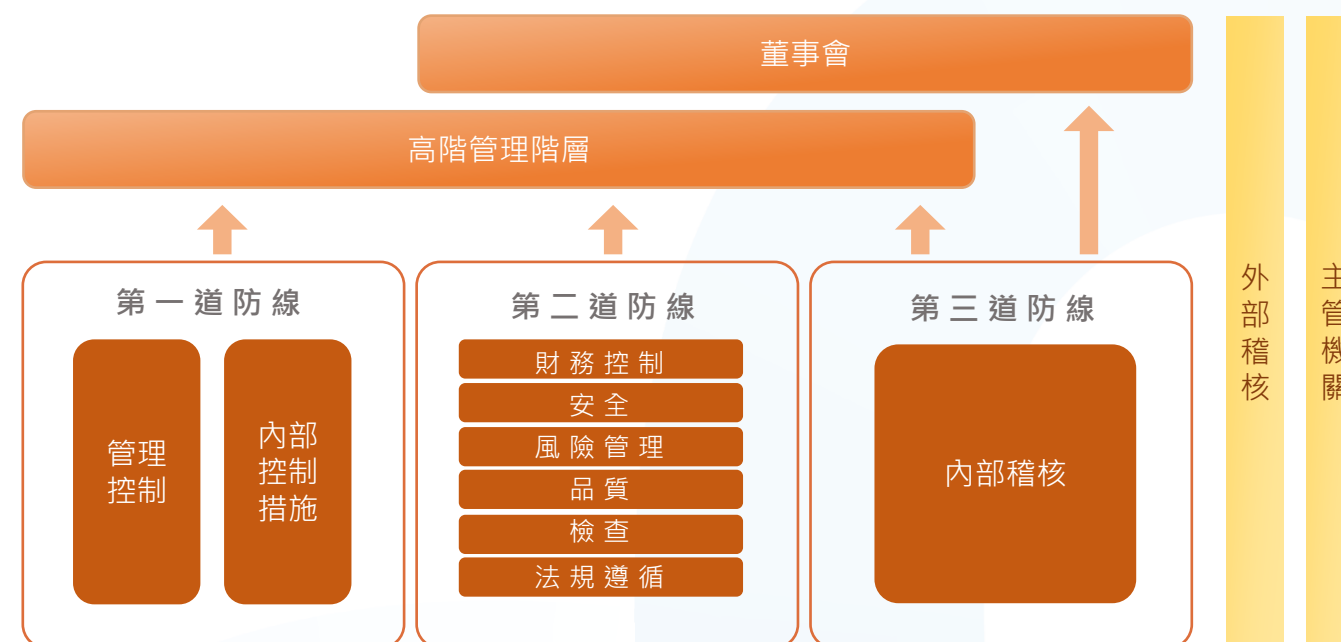 董事會
高階管理階層
第一道防線
管理
控制
內部
控制
措施
第二道防線
財務控制
安全
風險管理
品質
檢查
法規遵循
第三道防線
內部稽核
外部稽核
主管機關